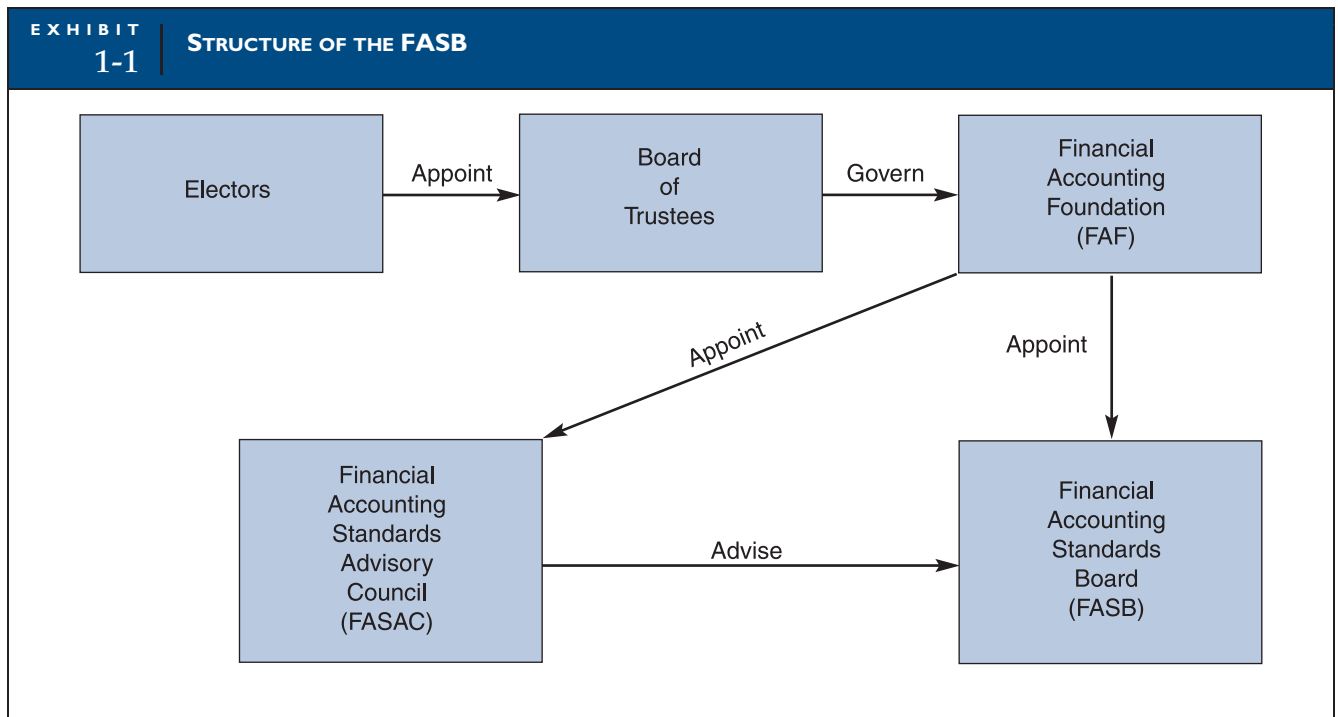 EXHIBIT
1-1
STRUCTURE OF THE FASB
Electors
Appoint
Board
of
Trustees
Govern
Financial
Accounting
Foundation
(FAF)
Appoint
Appoint
Financial
Accounting
Standards
Advisory
Council
(FASAC)
Advise
Financial
Accounting
Standards
Board
(FASB)